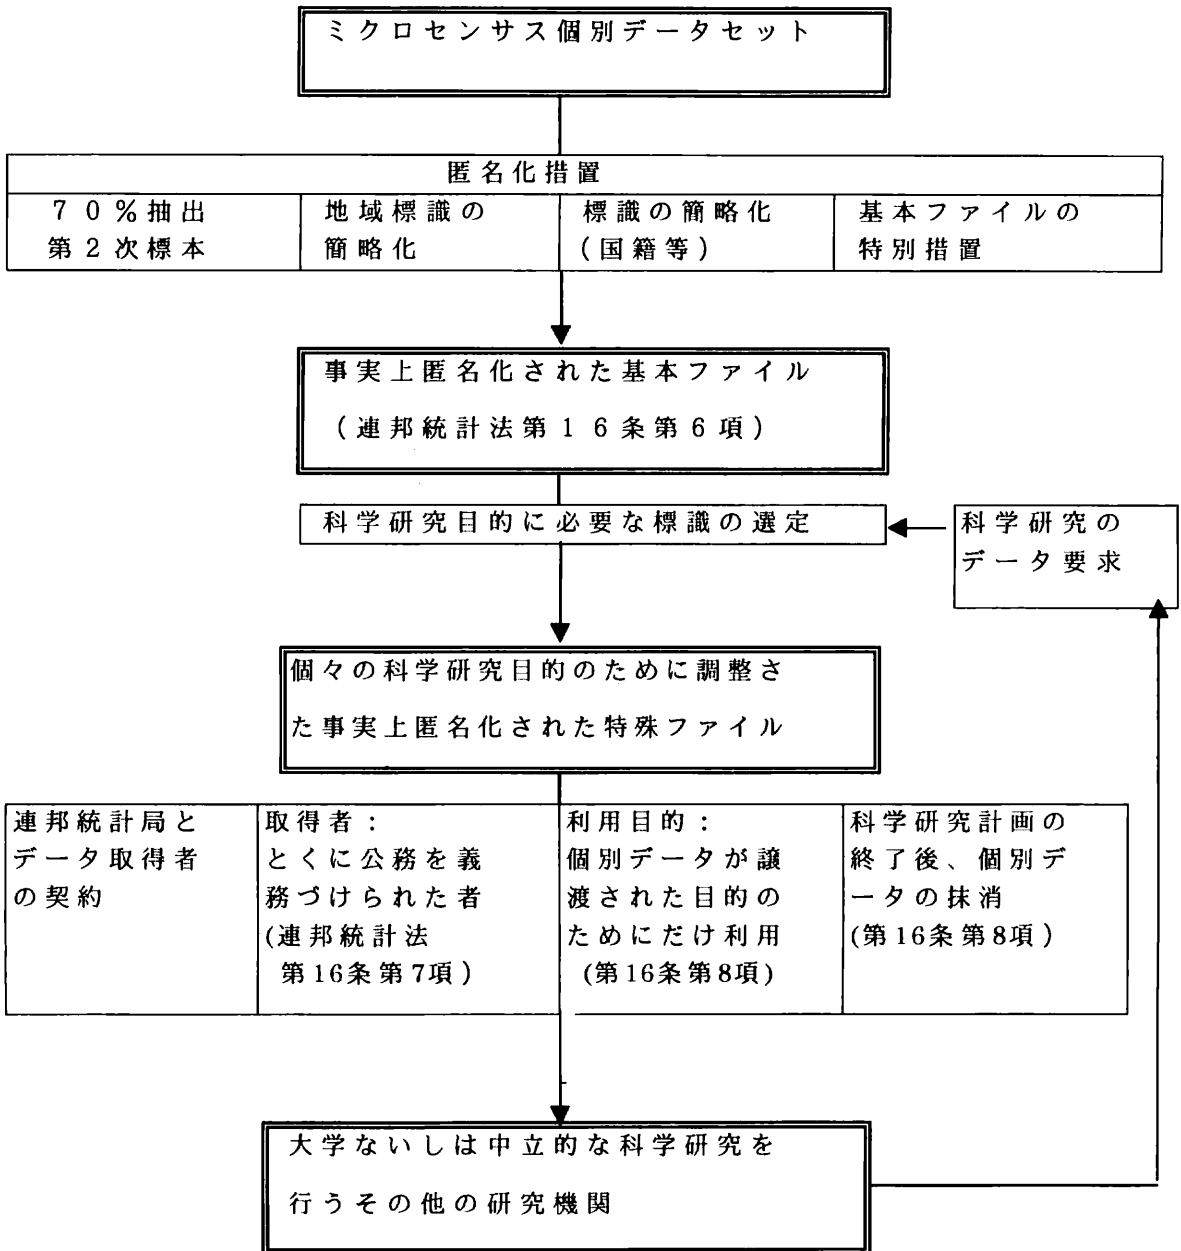 ミクロセンサス個別データセット
匿名化措置
70%抽出
第2次標本
地域標識の
簡略化
標識の簡略化
(国籍等)
基本ファイルの
特別措置
事実上匿名化された基本ファイル
(連邦統計法第16条第6項)
科学研究目的に必要な標識の選定
科学研究の
データ要求
個々の科学研究目的のために調整さ
た事実上匿名化された特殊ファイル
連邦統計局と
データ取得者
の契約
取得者:
とくに公務を義
務づけられた者
(連邦統計法
第16条第7項)
利用目的:
個別データが譲
渡された目的の
ためにだけ利用
(第16条第8項)
科学研究計画の
終了後、個別デ
ータの抹消
(第16条第8項)
大学ないしは中立的な科学研究を
行うその他の研究機関